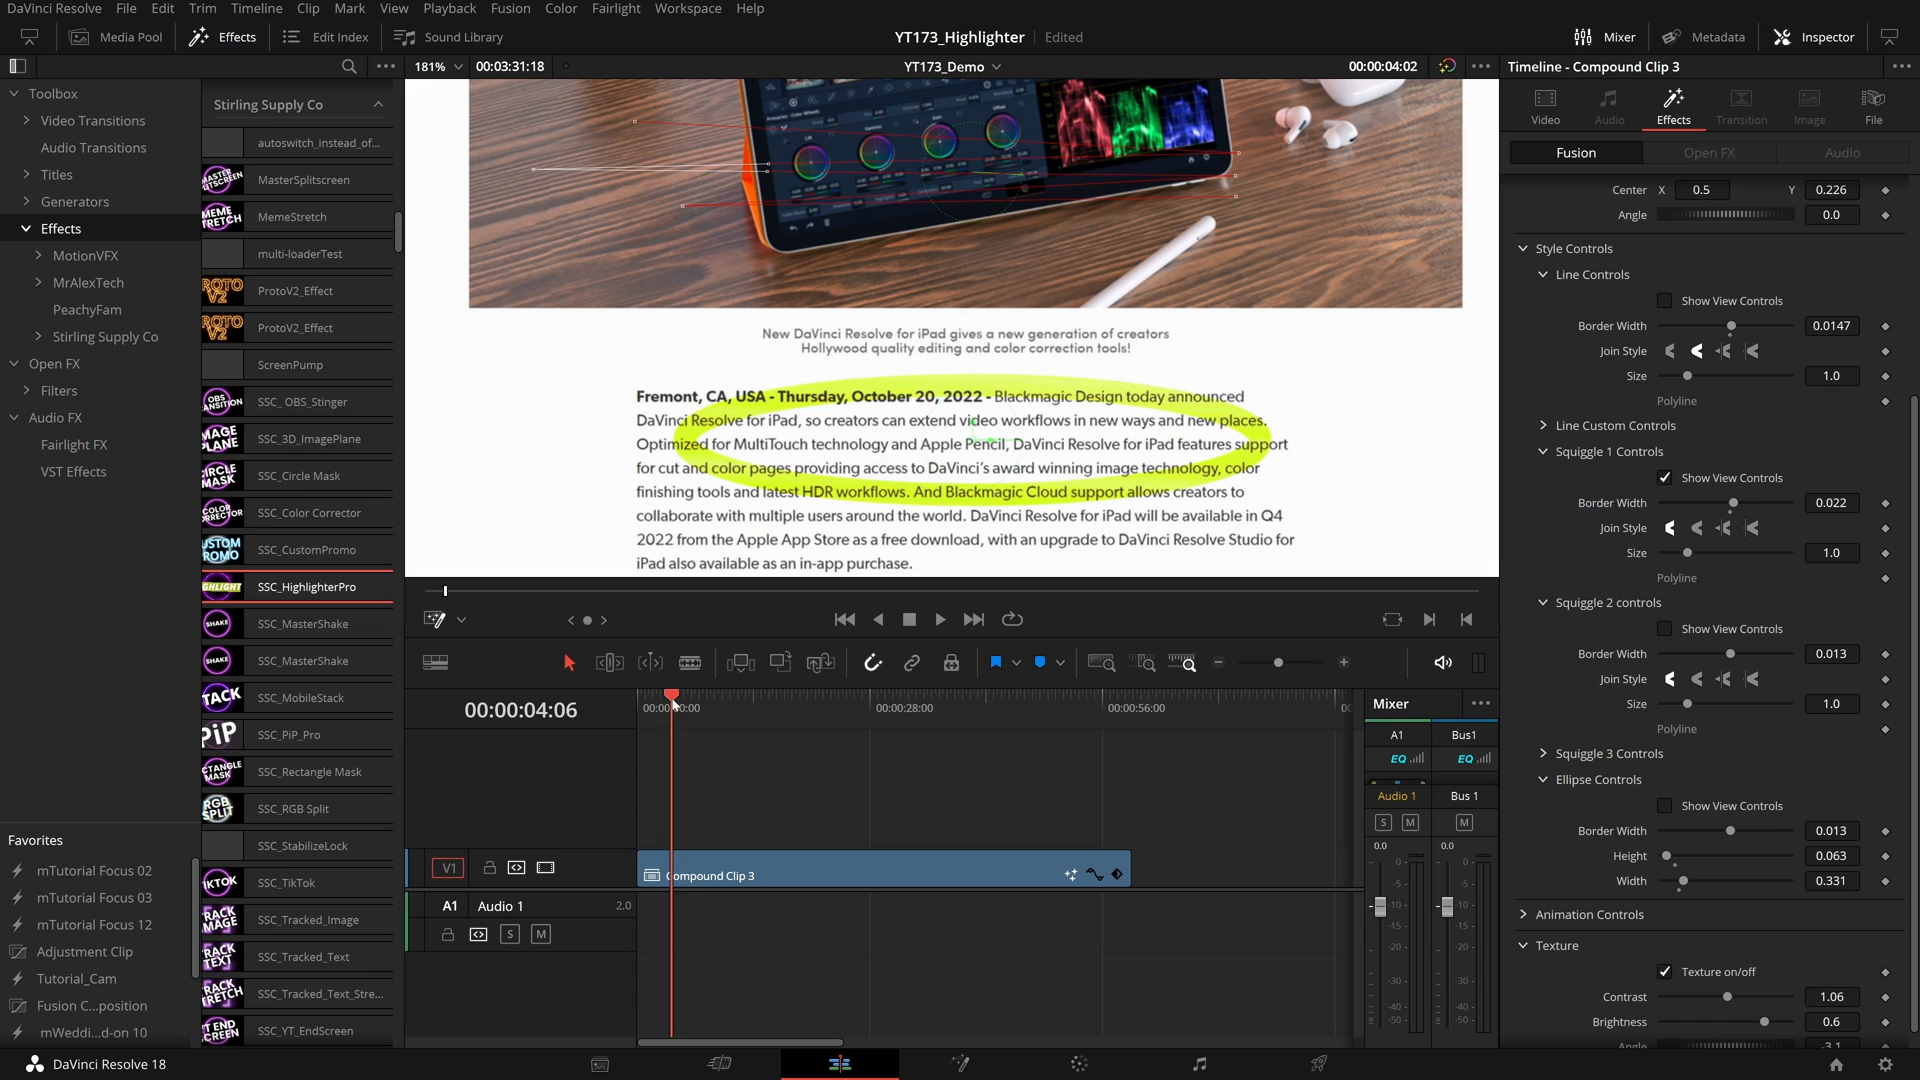 DaVinci Resolve File Edit Trim Timeline Clip Mark View Playback Fusion Color Fairlight Workspace Help
Media Pool Effects Edit Index Sound Library YT173_Highlighter Edited Mixer Metadata Inspector
181% 00:03:31:18 YT173_Demo 00:00:04:02 Timeline - Compound Clip 3
Toolbox
Video Transitions
Audio Transitions
Titles
Generators
Effects
MotionVFX
MrAlexTech
PeachyFam
Stirling Supply Co
Open FX
Filters
Audio FX
Fairlight FX
VST Effects
Favorites
mTutorial Focus 02
mTutorial Focus 03
mTutorial Focus 12
Adjustment Clip
Tutorial_Cam
Fusion C...position
mWeddi...d-on 10
Stirling Supply Co
autoswitch_instead_of...
MasterSplitscreen
MemeStretch
multi-loaderTest
ProtoV2_Effect
ProtoV2_Effect
ScreenPump
SSC_ OBS_Stinger
SSC_3D_ImagePlane
SSC_Circle Mask
SSC_Color Corrector
SSC_CustomPromo
SSC_HighlighterPro
SSC_MasterShake
SSC_MasterShake
SSC_MobileStack
SSC_PiP_Pro
SSC_Rectangle Mask
SSC_RGB Split
SSC_StabilizeLock
SSC_TikTok
SSC_Tracked_Image
SSC_Tracked_Text
SSC_Tracked_Text_Stre...
SSC_YT_EndScreen
New DaVinci Resolve for iPad gives a new generation of creators
Hollywood quality editing and color correction tools!
Fremont, CA, USA - Thursday, October 20, 2022 - Blackmagic Design today announced
DaVinci Resolve for iPad, so creators can extend video workflows in new ways and new places.
Optimized for MultiTouch technology and Apple Pencil, DaVinci Resolve for iPad features support
for cut and color pages providing access to DaVinci's award winning image technology, color
finishing tools and latest HDR workflows. And Blackmagic Cloud support allows creators to
collaborate with multiple users around the world. DaVinci Resolve for iPad will be available in Q4
2022 from the Apple App Store as a free download, with an upgrade to DaVinci Resolve Studio for
iPad also available as an in-app purchase.
00:00:04:06
00:00:28:00 00:00:56:00
V1
Compound Clip 3
A1 Audio 1 2.0
S M
Mixer
A1 Bus1
EQ EQ
Audio 1 Bus 1
S M M
0.0 0.0
Video Audio Effects Transition Image File
Fusion Open FX Audio
Center X 0.5 Y 0.226
Angle 0.0
Style Controls
Line Controls
Show View Controls
Border Width 0.0147
Join Style
Size 1.0
Polyline
Line Custom Controls
Squiggle 1 Controls
Show View Controls
Border Width 0.022
Join Style
Size 1.0
Polyline
Squiggle 2 controls
Show View Controls
Border Width 0.013
Join Style
Size 1.0
Polyline
Squiggle 3 Controls
Ellipse Controls
Show View Controls
Border Width 0.013
Height 0.063
Width 0.331
Animation Controls
Texture
Texture on/off
Contrast 1.06
Brightness 0.6
Angle -3.1
DaVinci Resolve 18